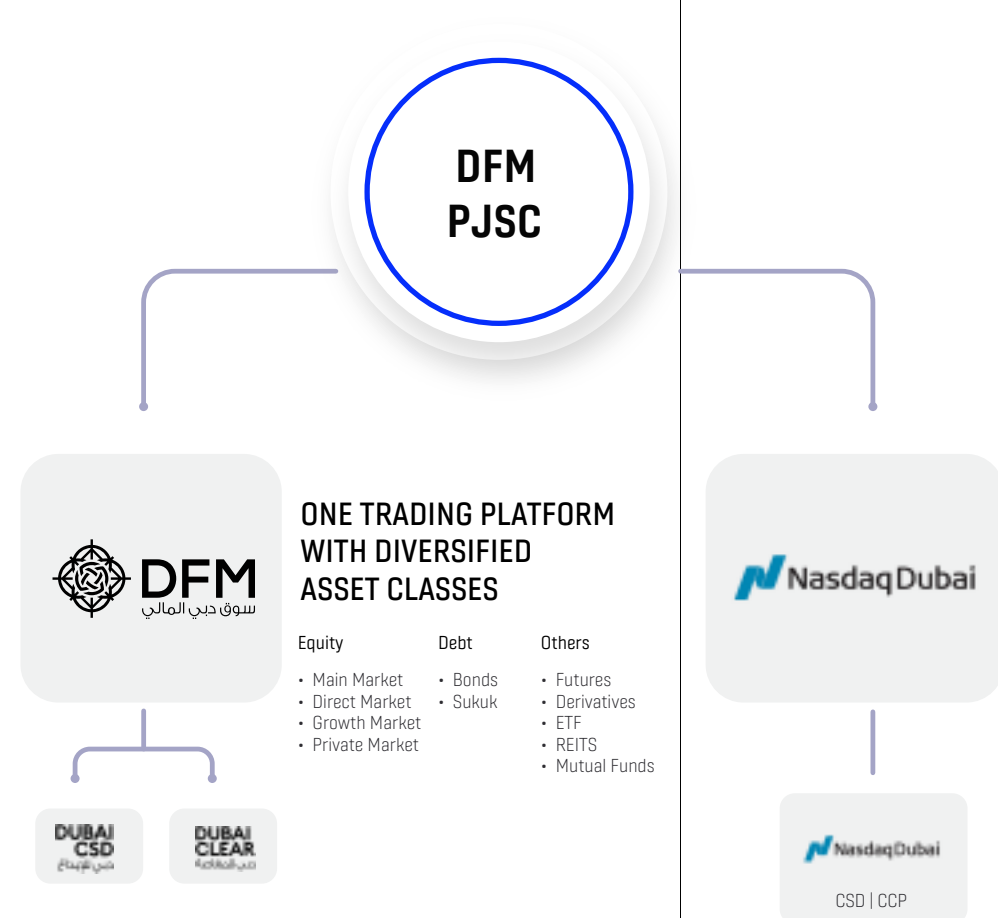 DFM
PJSC
DFM
سوق دبي المالي
ONE TRADING PLATFORM
WITH DIVERSIFIED
ASSET CLASSES
Equity
• Main Market
• Direct Market
• Growth Market
• Private Market
Debt
• Bonds
• Sukuk
Others
• Futures
• Derivatives
• ETF
• REITS
• Mutual Funds
Nasdaq Dubai
DUBAI
CSD
دبي للإيداع
DUBAI
CLEAR
Nasdaq Dubai
CSD | CCP